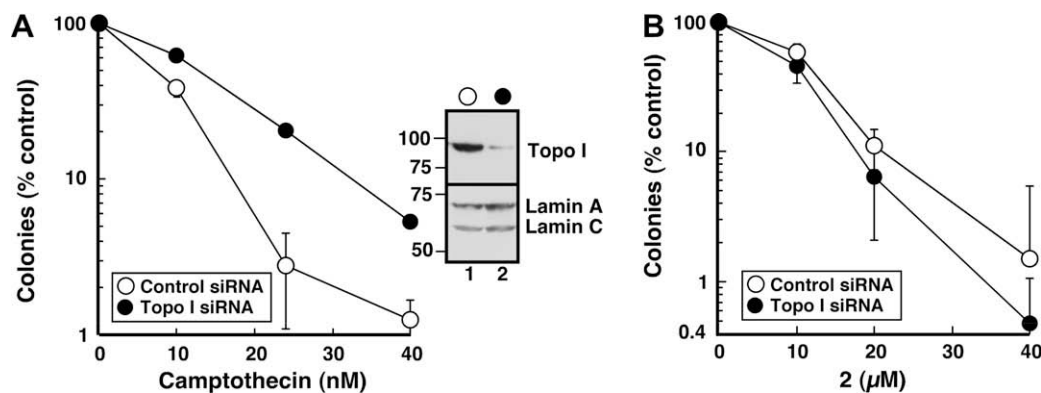 A
Colonies (% control)
100
10
1
0 10 20 30 40
Camptothecin (nM)
Control siRNA
Topo I siRNA
100
75
75
50
Topo I
Lamin A
Lamin C
1 2
B
Colonies (% control)
100
10
1
0.4
0 10 20 30 40
2 (µM)
Control siRNA
Topo I siRNA